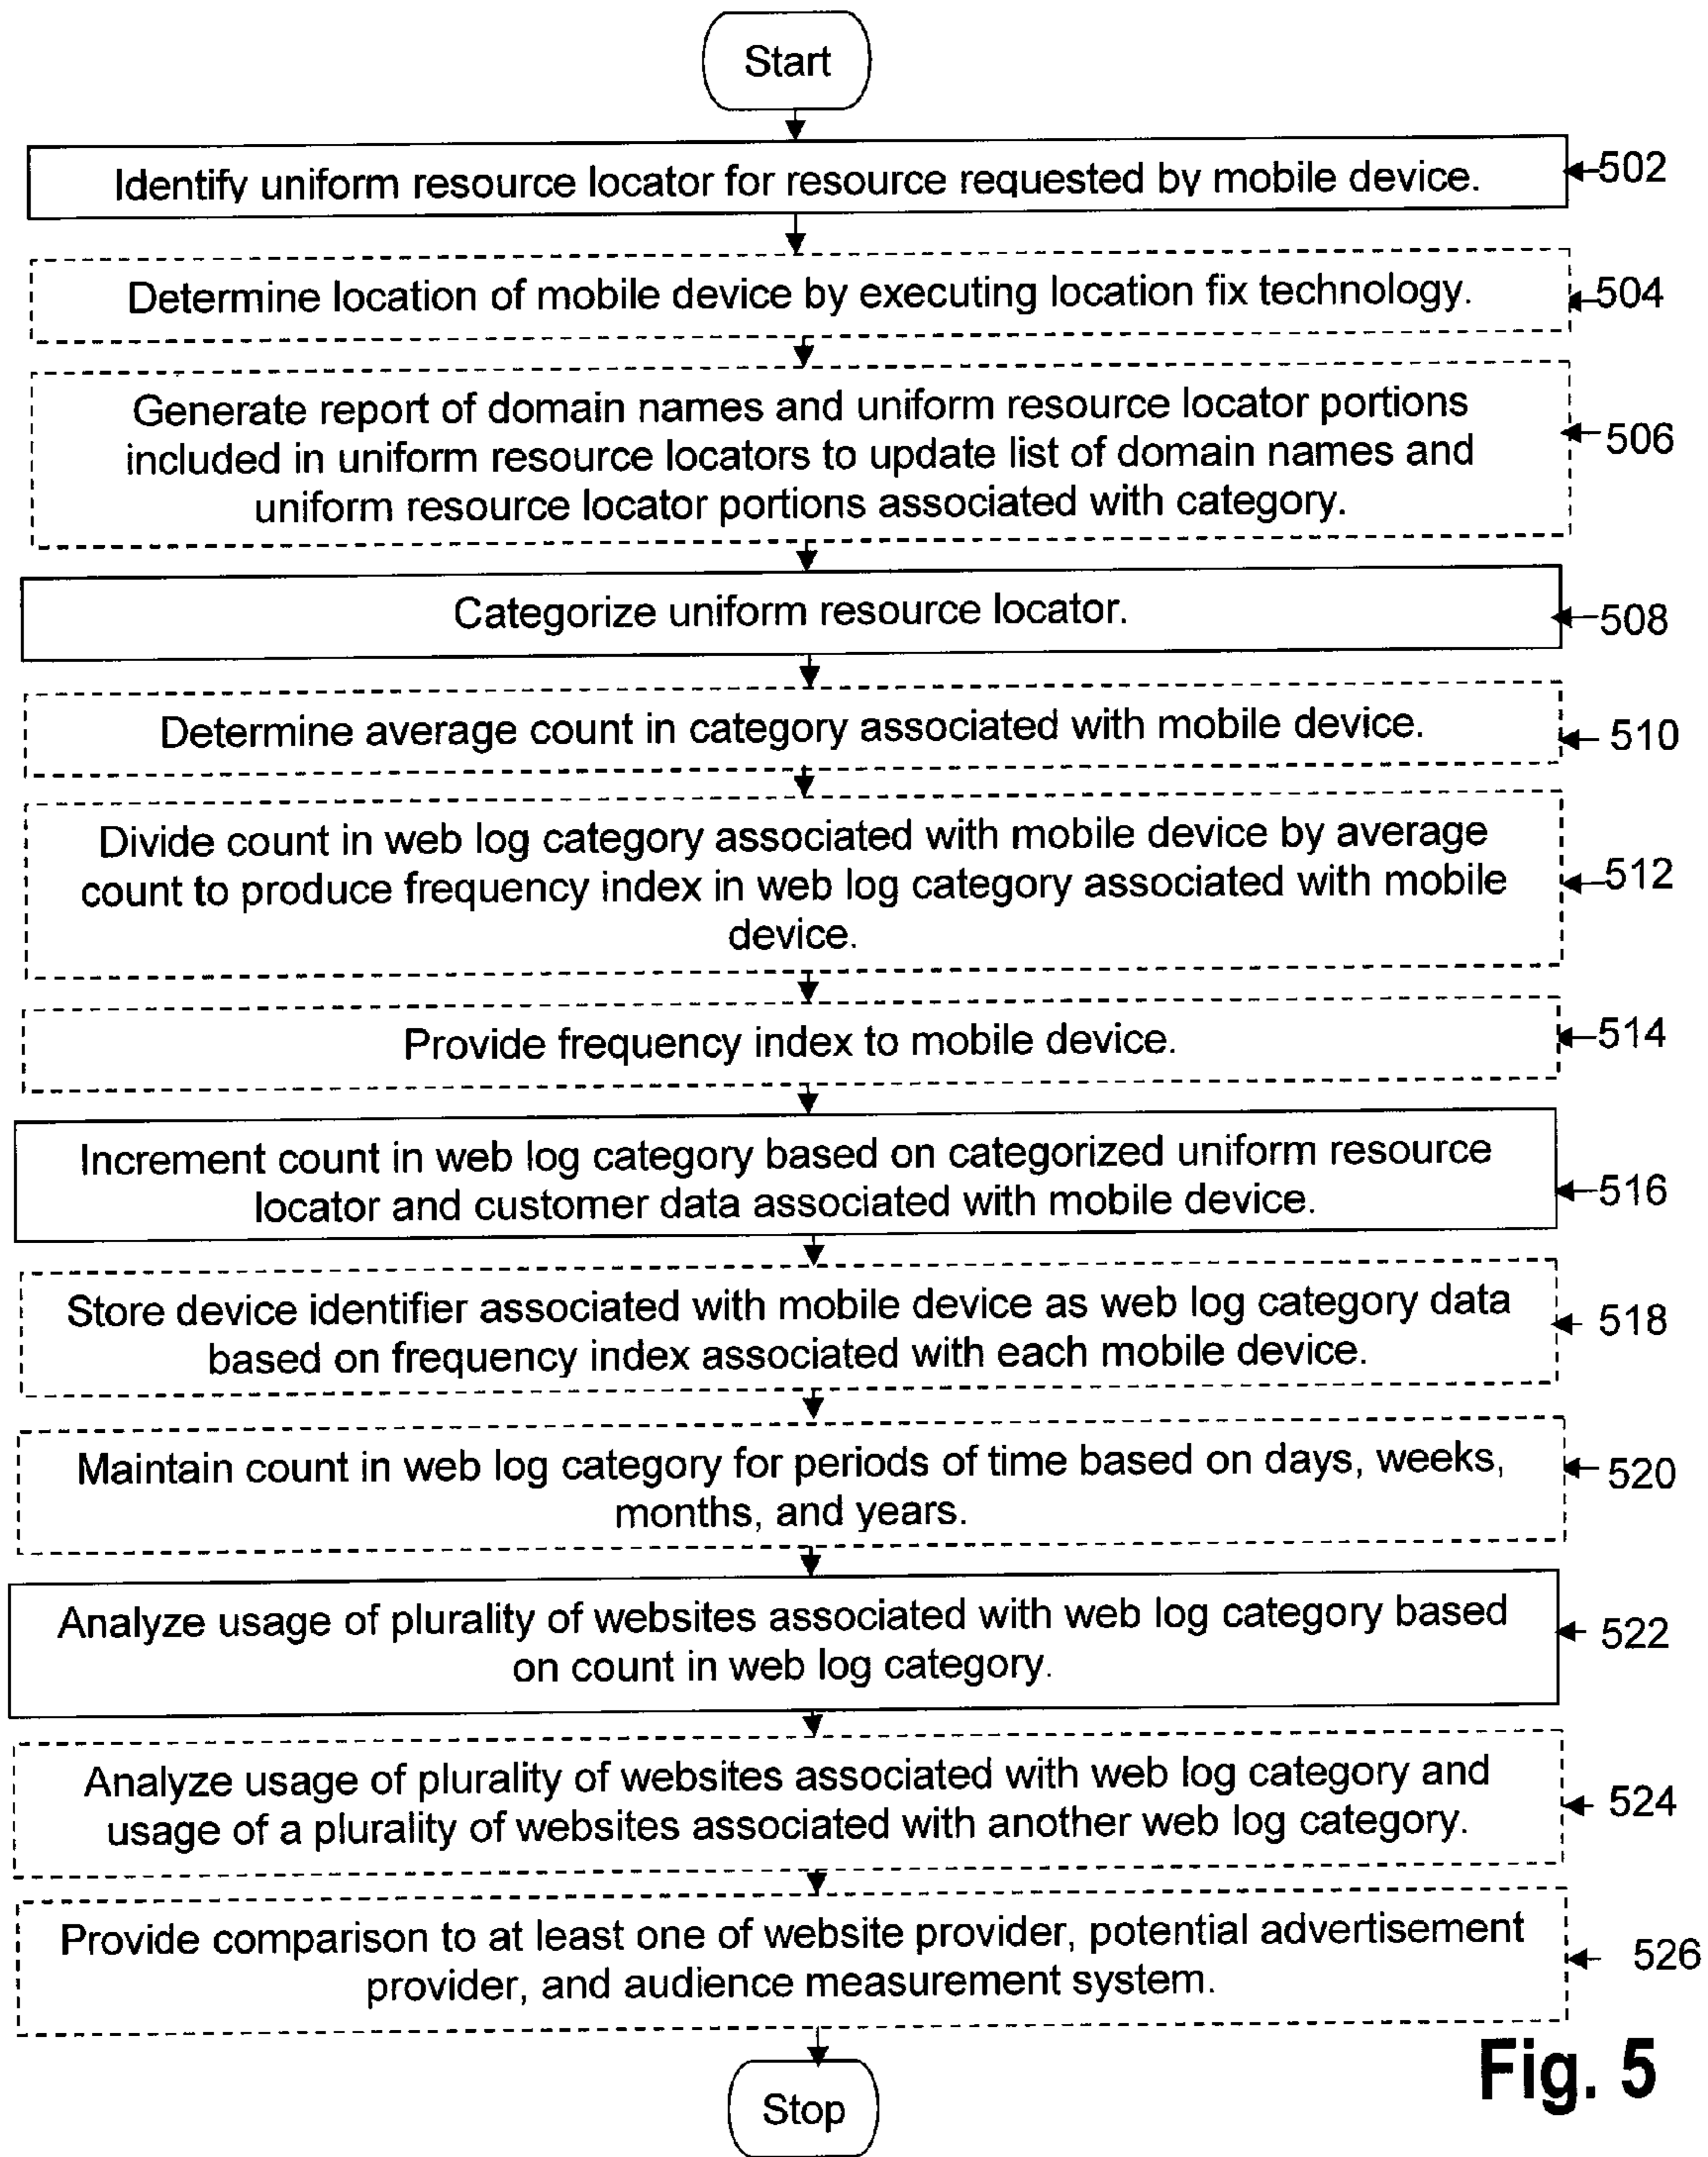 Start
Identify uniform resource locator for resource requested by mobile device.
502
Determine location of mobile device by executing location fix technology.
504
Generate report of domain names and uniform resource locator portions
included in uniform resource locators to update list of domain names and
uniform resource locator portions associated with category.
506
Categorize uniform resource locator.
508
Determine average count in category associated with mobile device.
510
Divide count in web log category associated with mobile device by average
count to produce frequency index in web log category associated with mobile
device.
512
Provide frequency index to mobile device.
514
Increment count in web log category based on categorized uniform resource
locator and customer data associated with mobile device.
516
Store device identifier associated with mobile device as web log category data
based on frequency index associated with each mobile device.
518
Maintain count in web log category for periods of time based on days, weeks,
months, and years.
520
Analyze usage of plurality of websites associated with web log category based
on count in web log category.
522
Analyze usage of plurality of websites associated with web log category and
usage of a plurality of websites associated with another web log category.
524
Provide comparison to at least one of website provider, potential advertisement
provider, and audience measurement system.
526
Stop
Fig. 5